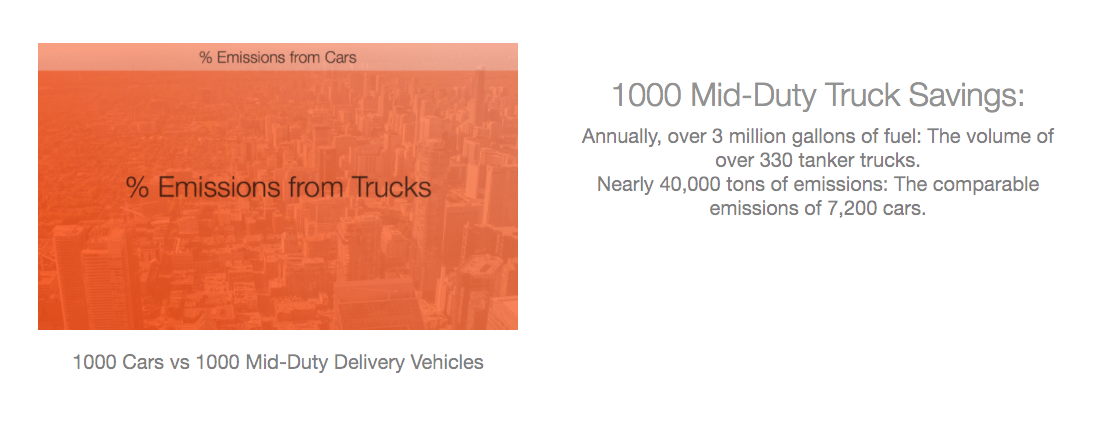 % Emissions from Cars
% Emissions from Trucks
1000 Cars vs 1000 Mid-Duty Delivery Vehicles
1000 Mid-Duty Truck Savings:
Annually, over 3 million gallons of fuel: The volume of
over 330 tanker trucks.
Nearly 40,000 tons of emissions: The comparable
emissions of 7,200 cars.